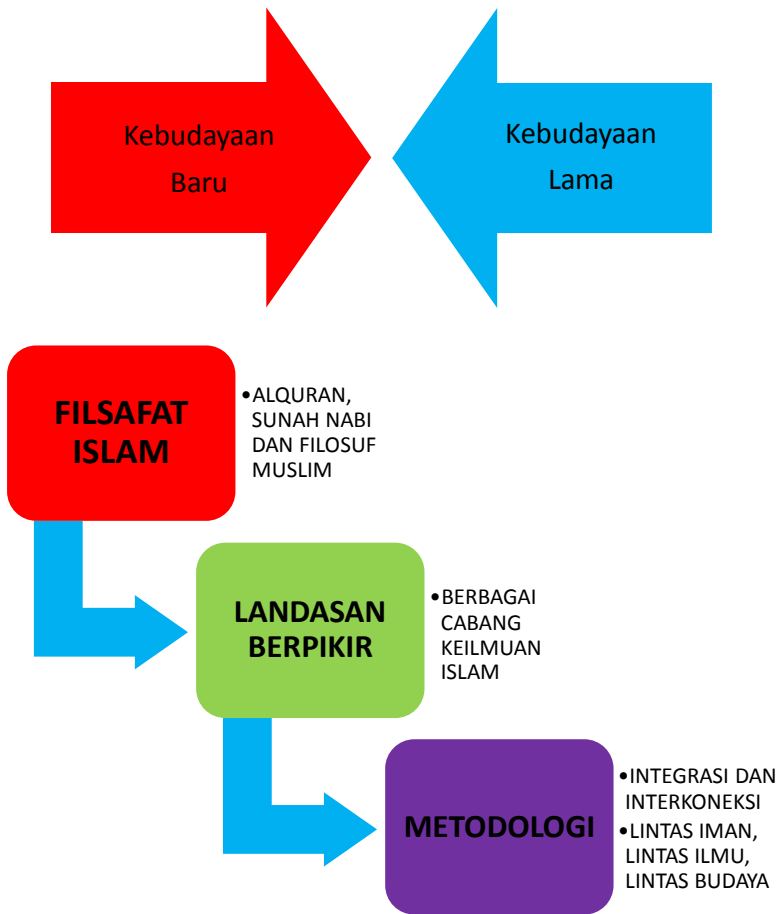 Kebudayaan
Baru
Kebudayaan
Lama
FILSAFAT
ISLAM
•ALQURAN,
SUNAH NABI
DAN FILOSUF
MUSLIM
LANDASAN
BERPIKIR
•BERBAGAI
CABANG
KEILMUAN
ISLAM
METODOLOGI
•INTEGRASI DAN
INTERKONEKSI
•LINTAS IMAN,
LINTAS ILMU,
LINTAS BUDAYA